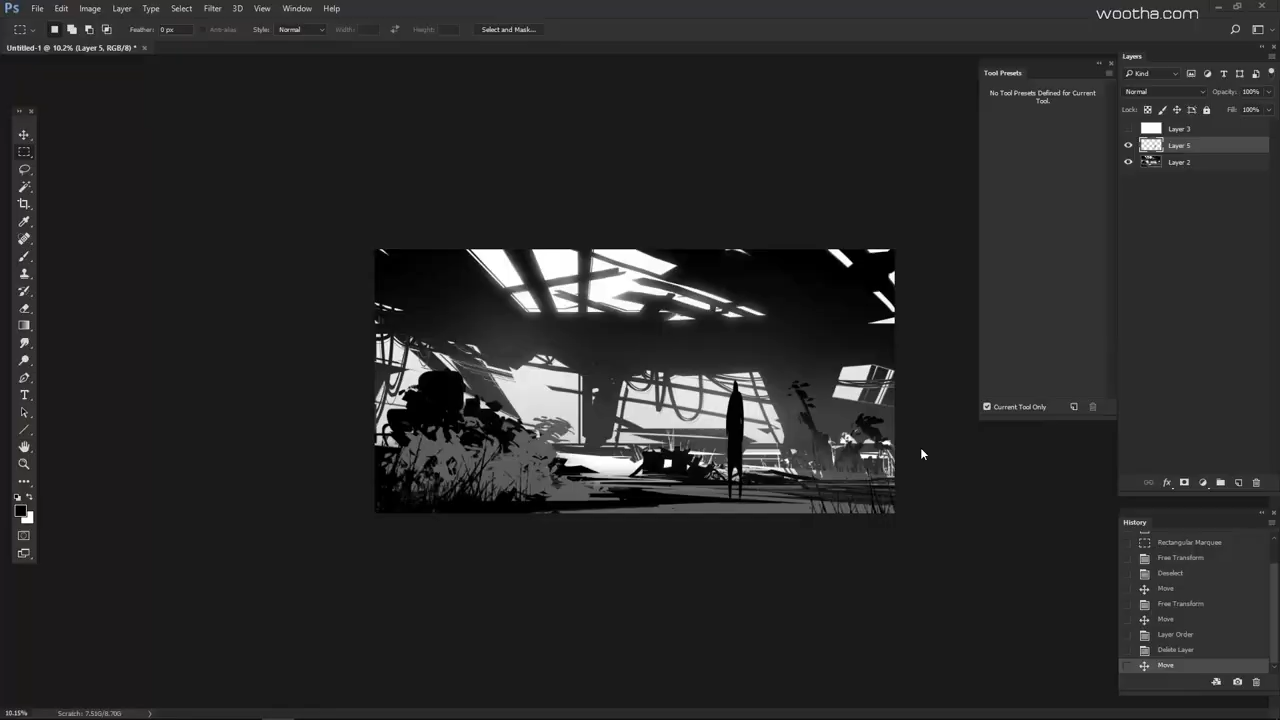 Ps File Edit Image Layer Type Select Filter 3D View Window Help
wootha.com
Feather: 0 px Anti-alias Style: Normal Width: Height: Select and Mask...
Untitled-1 @ 10.2% (Layer 5, RGB/8) *
Layers
Tool Presets
Kind
No Tool Presets Defined for Current
Tool.
Normal Opacity: 100%
Lock: Fill: 100%
Layer 3
Layer 5
Layer 2
Current Tool Only
History
Rectangular Marquee
Free Transform
Deselect
Move
Free Transform
Move
Layer Order
Delete Layer
Move
10.15% Scratch: 7.51G/8.70G